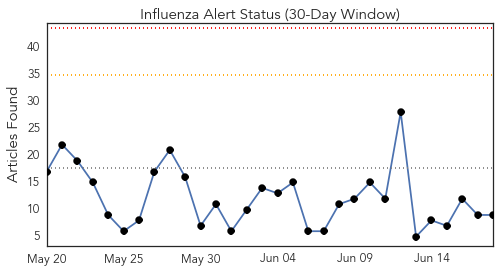 Influenza Alert Status (30-Day Window)
Articles Found
40
35
30
25
20
15
10
5
May 20 May 25 May 30 Jun 04 Jun 09 Jun 14